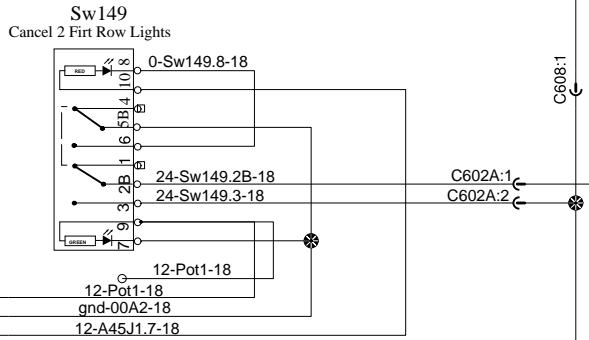 Sw149
Cancel 2 Firt Row Lights
8
0-Sw149.8-18
RED
10
4
5B
6
1
2B
24-Sw149.2B-18
C602A:1
3
24-Sw149.3-18
C602A:2
9
GREEN
7
12-Pot1-18
12-Pot1-18
gnd-00A2-18
12-A45J1.7-18
C608:1